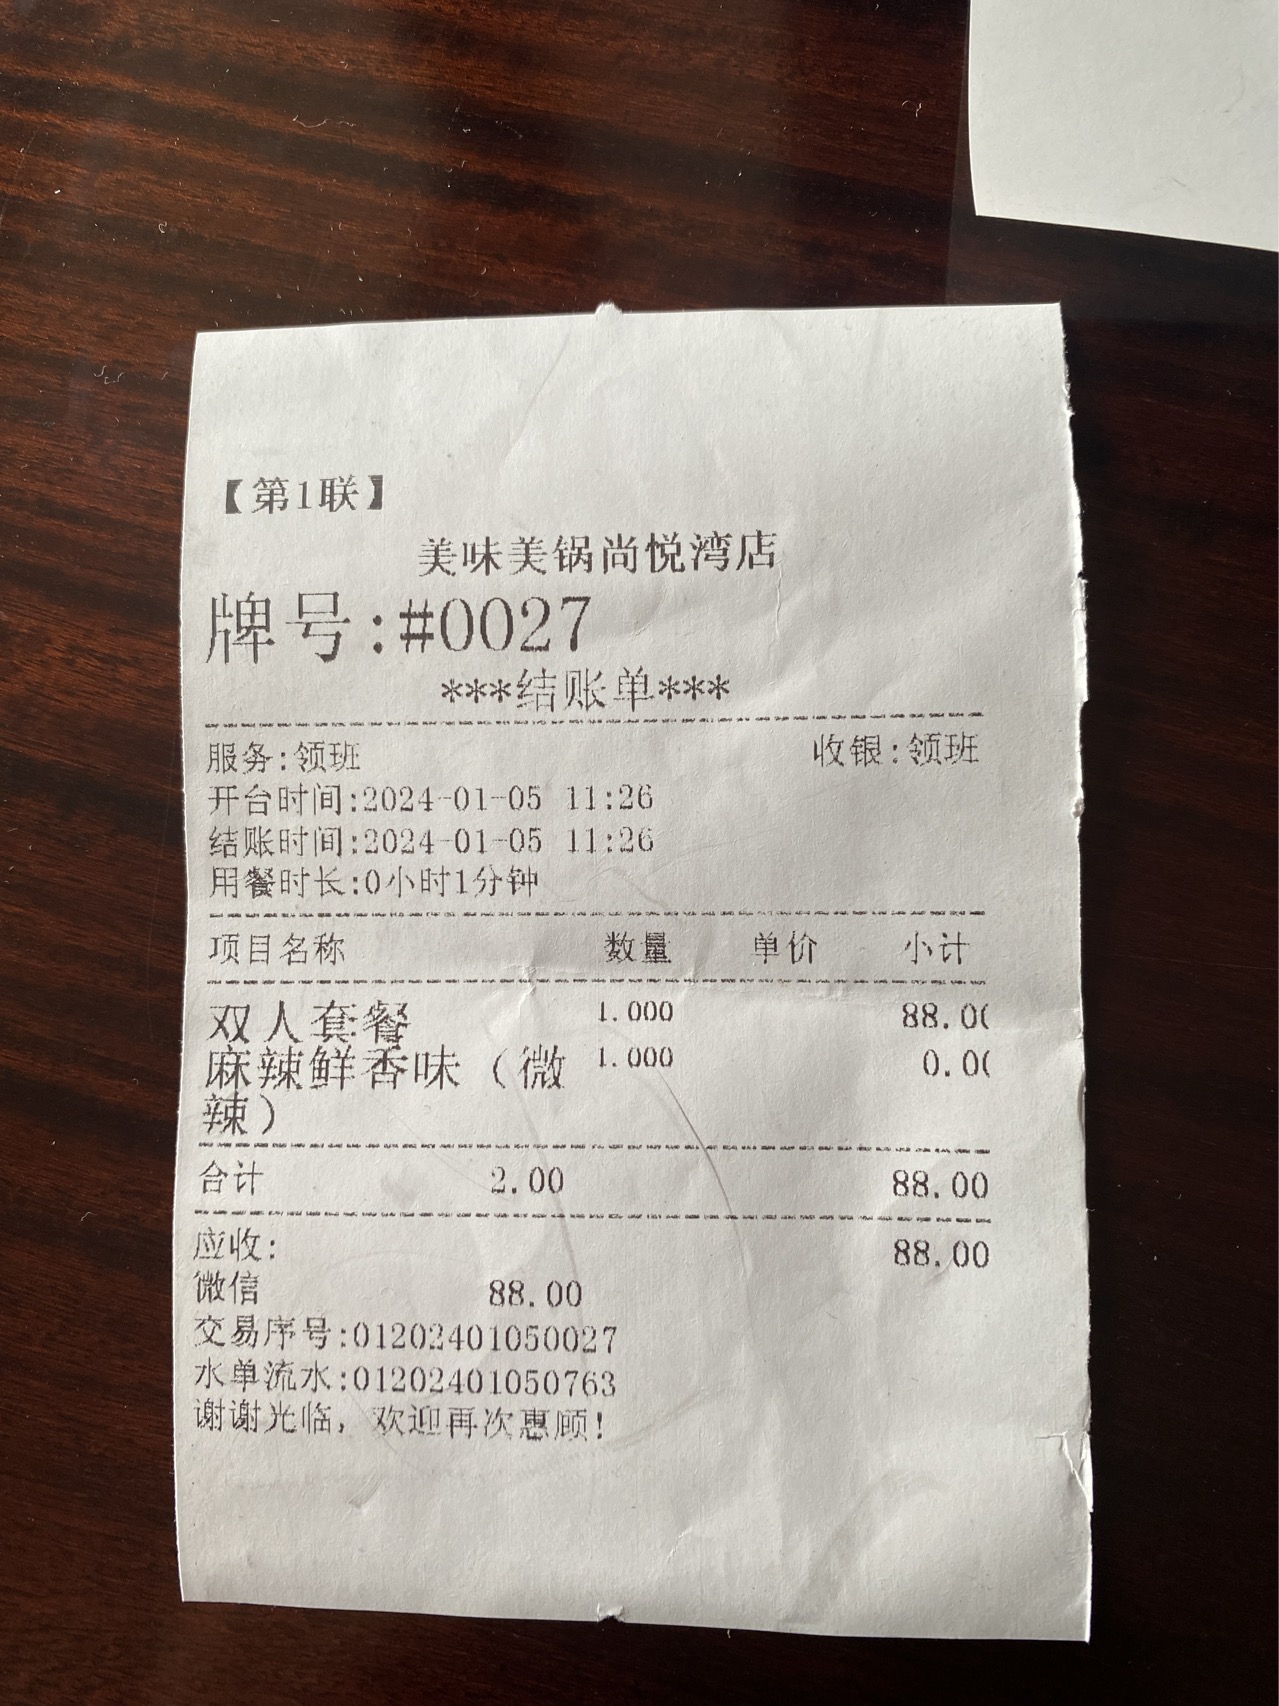 【第1联】
美味美锅尚悦湾店
牌号:#0027
***结账单***
服务:领班 收银:领班
开台时间:2024-01-05 11:26
结账时间:2024-01-05 11:26
用餐时长:0小时1分钟
项目名称 数量 单价 小计
双人套餐 1.000 88.0(
麻辣鲜香味（微 1.000 0.0(
辣）
合计 2.00 88.00
应收: 88.00
微信 88.00
交易序号:01202401050027
水单流水:01202401050763
谢谢光临, 欢迎再次惠顾!